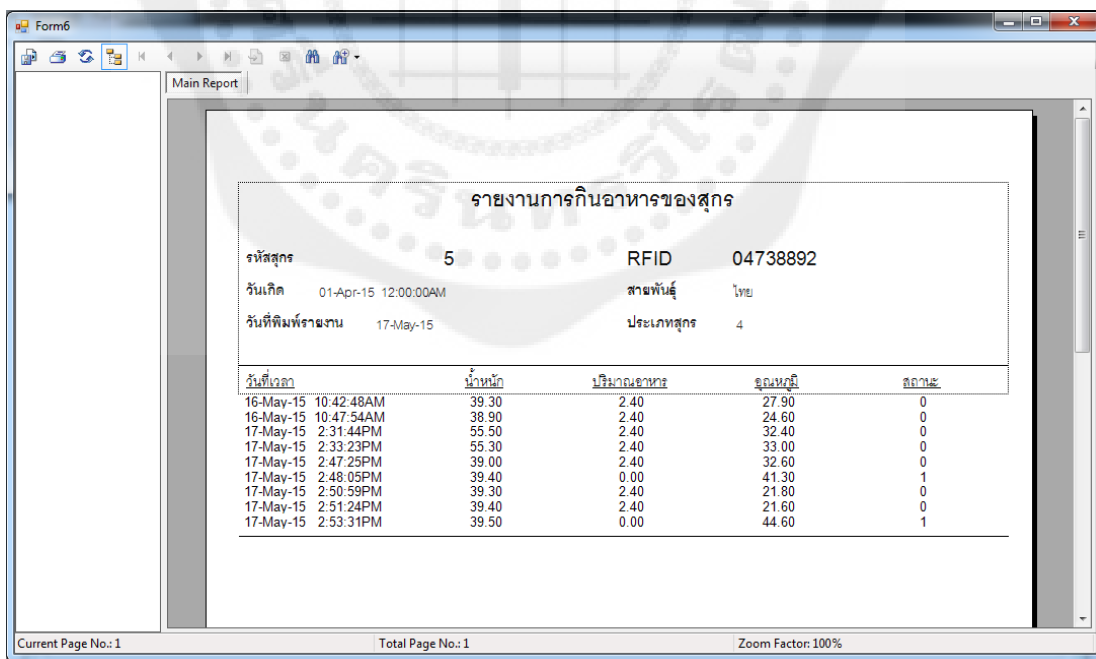 Form6
Main Report
รายงานการกินอาหารของสุกร
รหัสสุกร 5 RFID 04738892
วันเกิด 01-Apr-15 12:00:00AM สายพันธุ์ ไทย
วันที่พิมพ์รายงาน 17-May-15 ประเภทสุกร 4
วันที่เวลา น้ำหนัก ปริมาณอาหาร อุณหภูมิ สถานะ
16-May-15 10:42:48AM 39.30 2.40 27.90 0
16-May-15 10:47:54AM 38.90 2.40 24.60 0
17-May-15 2:31:44PM 55.50 2.40 32.40 0
17-May-15 2:33:23PM 55.30 2.40 33.00 0
17-May-15 2:47:25PM 39.00 2.40 32.60 0
17-May-15 2:48:05PM 39.40 0.00 41.30 1
17-May-15 2:50:59PM 39.30 2.40 21.80 0
17-May-15 2:51:24PM 39.40 2.40 21.60 0
17-May-15 2:53:31PM 39.50 0.00 44.60 1
Current Page No.: 1 Total Page No.: 1 Zoom Factor: 100%